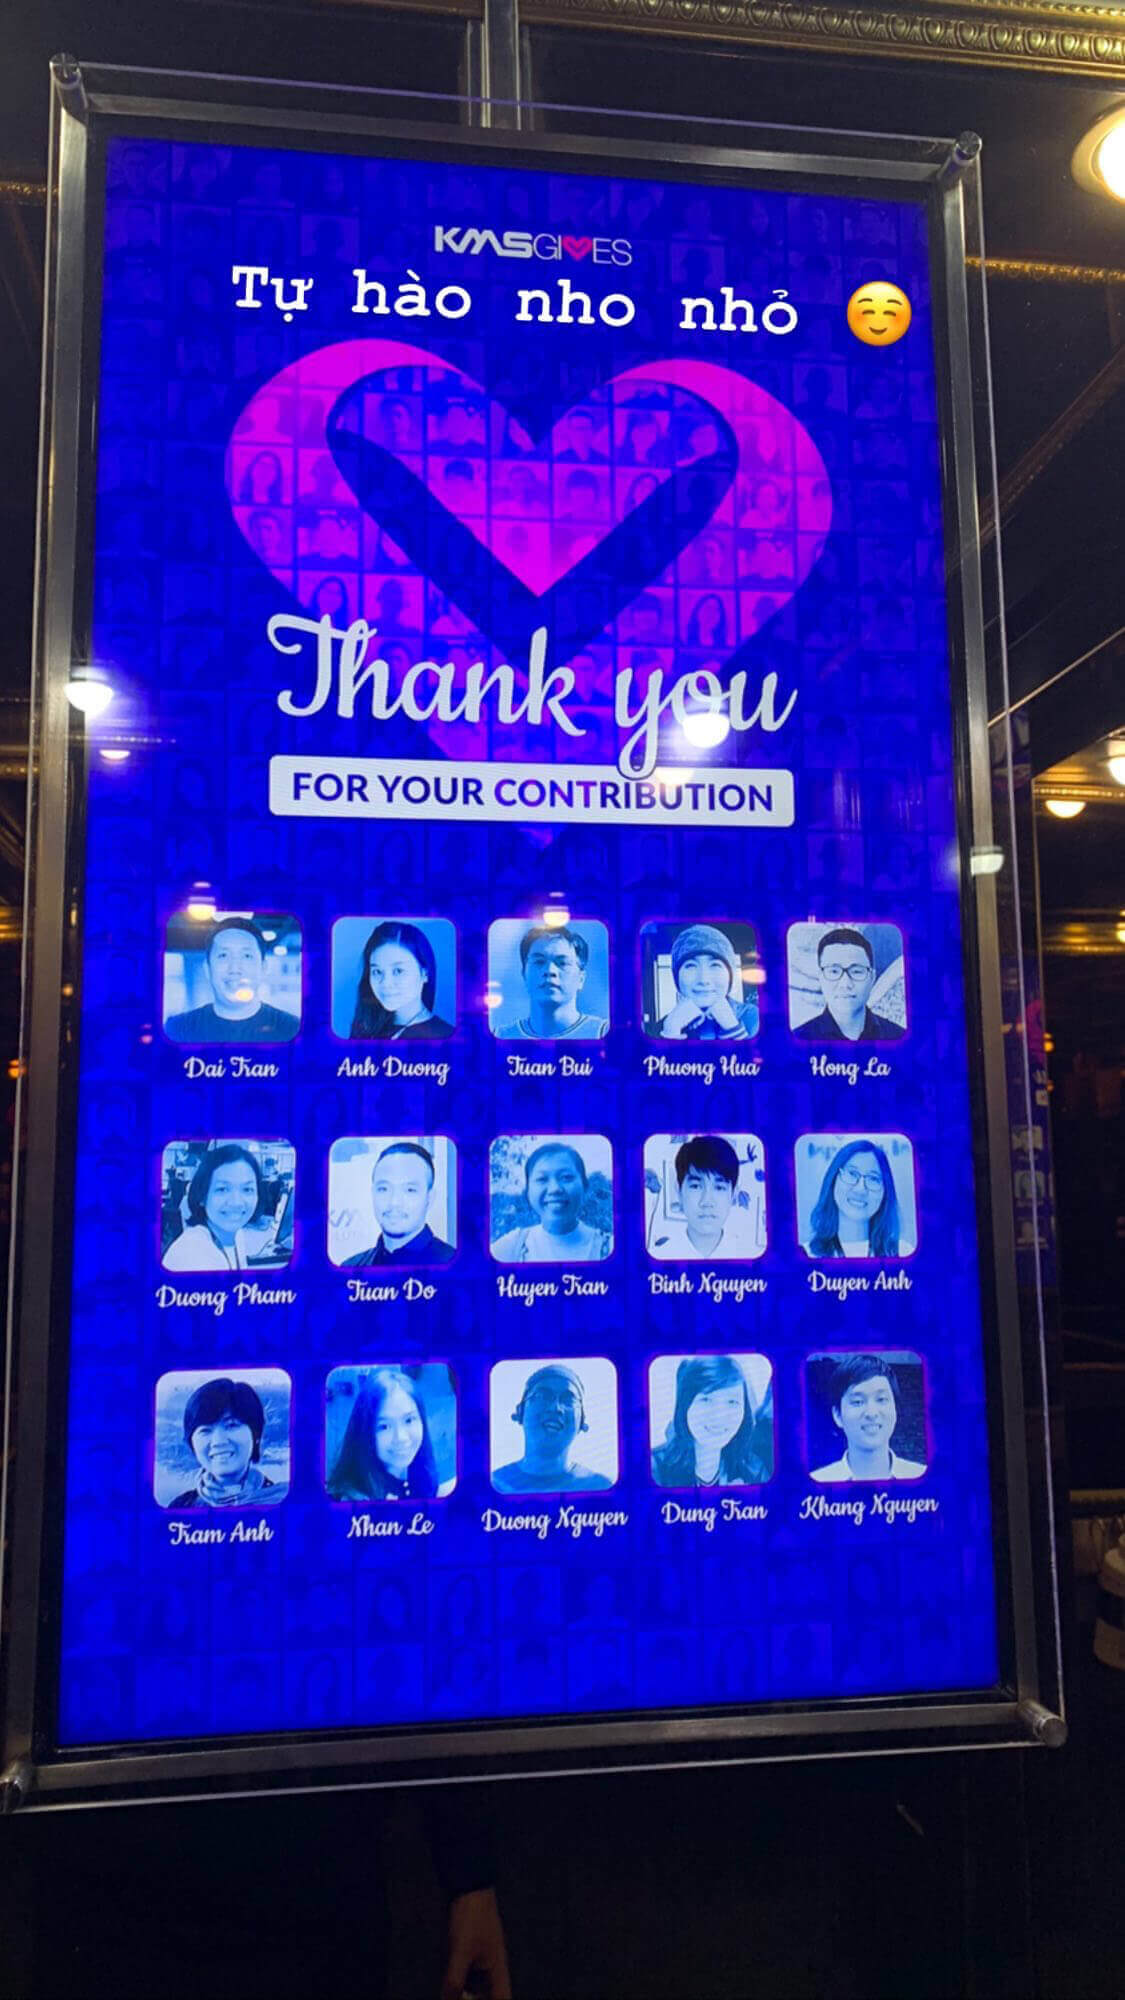 KMSGIVES
Tự hào nho nhỏ
Thank you
FOR YOUR CONTRIBUTION
Dai Tran Anh Duong Tuan Bui Phuong Hua Hong La
Duong Pham Tuan Do Huyen Tran Binh Nguyen Duyen Anh
Tram Anh Nhan Le Duong Nguyen Dung Tran Khang Nguyen